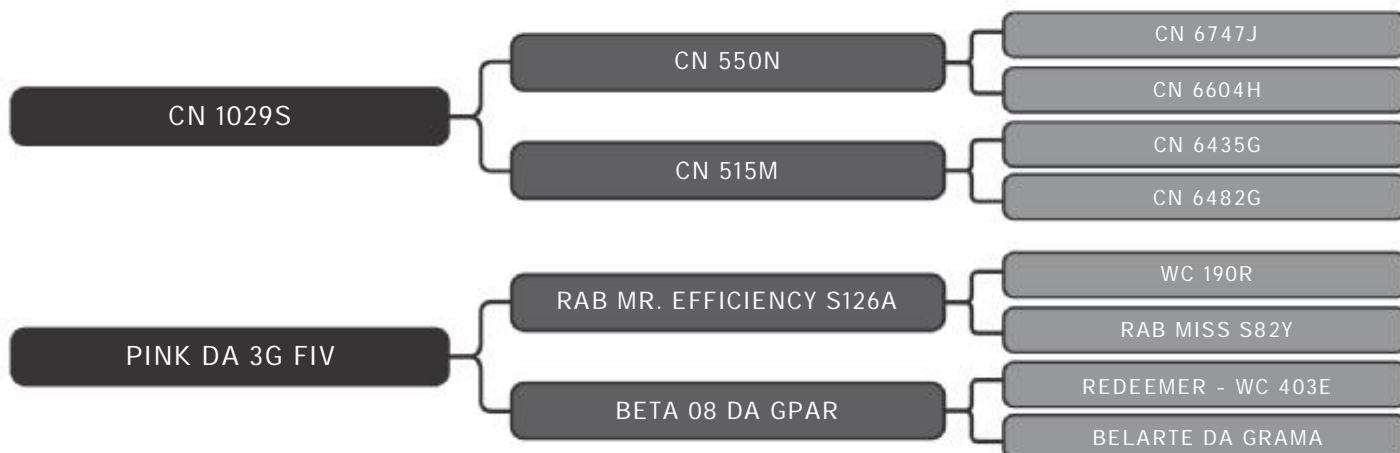 CN 6747J
CN 550N
CN 6604H
CN 1029S
CN 6435G
CN 515M
CN 6482G
WC 190R
RAB MR. EFFICIENCY S126A
RAB MISS S82Y
PINK DA 3G FIV
REDEEMER - WC 403E
BETA 08 DA GPAR
BELARTE DA GRAMA